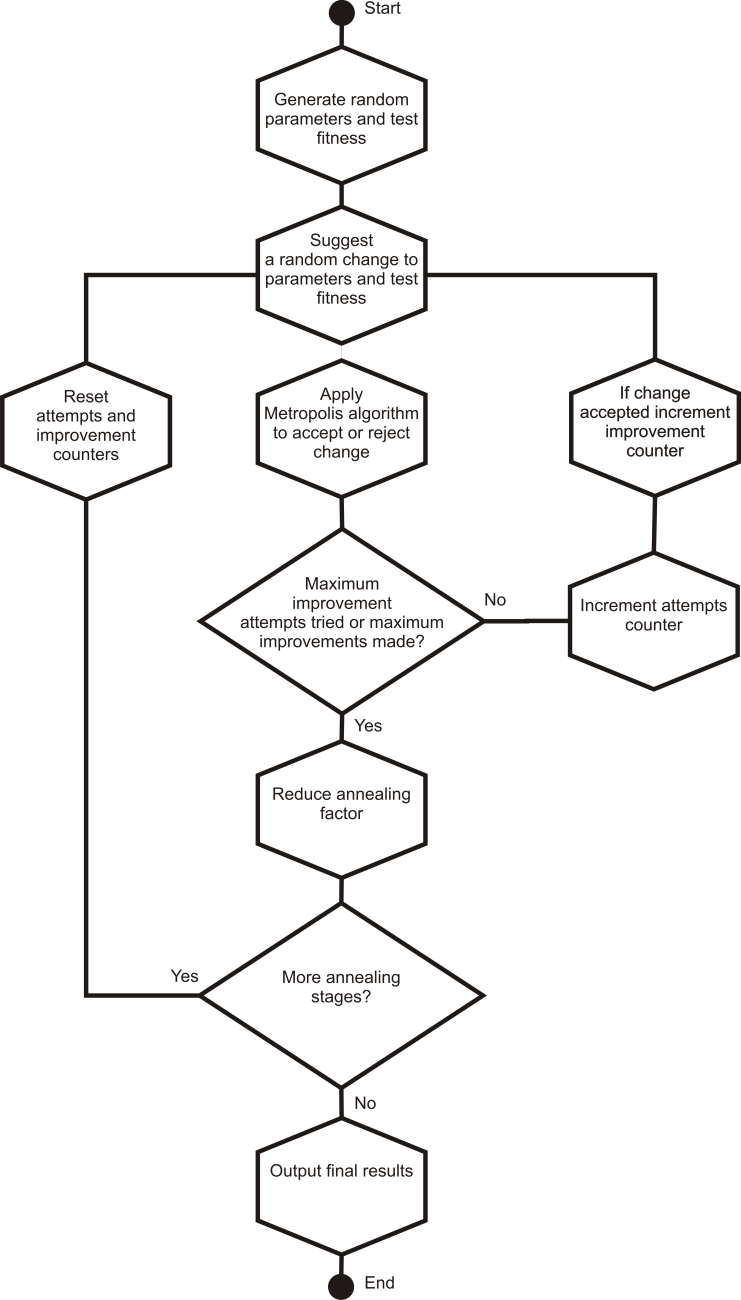 Start
Generate random
parameters and test
fitness
Suggest
a random change to
parameters and test
fitness
Reset
attempts and
improvement
counters
Apply
Metropolis algorithm
to accept or reject
change
If change
accepted increment
improvement
counter
Maximum
improvement
attempts tried or maximum
improvements made?
No
Increment attempts
counter
Yes
Reduce annealing
factor
Yes
More annealing
stages?
No
Output final results
End